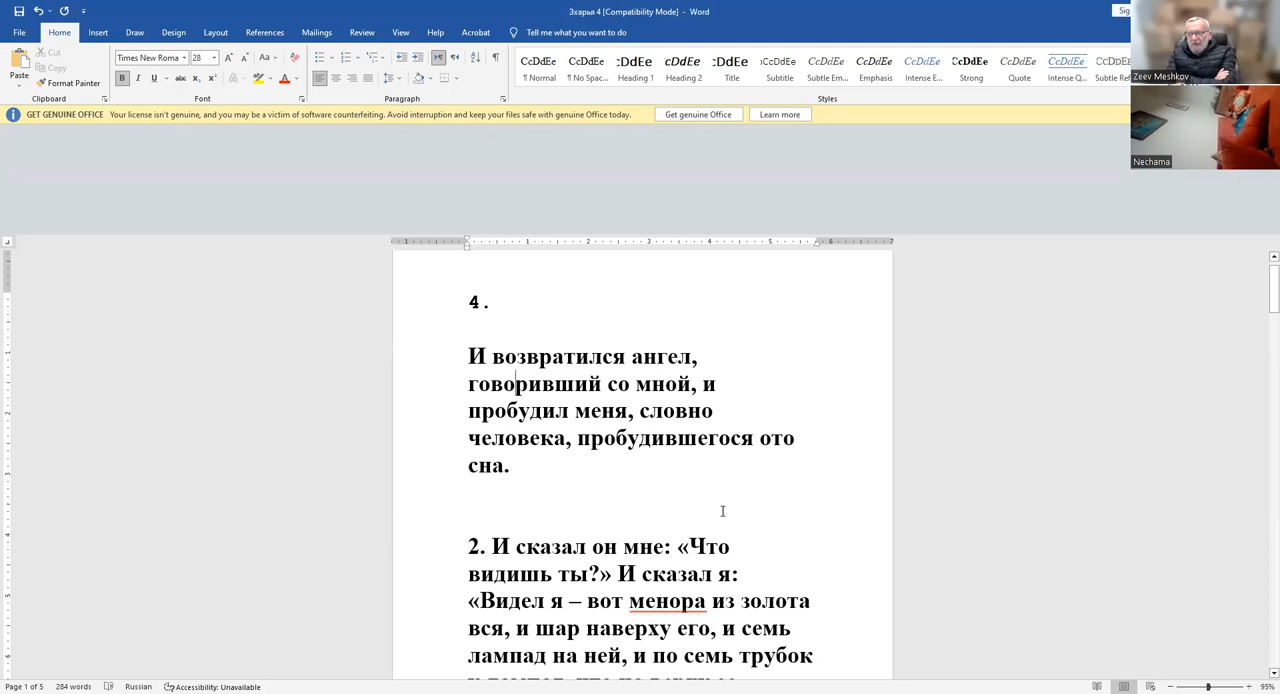 Зхарья 4 [Compatibility Mode] - Word
Sig
File Home Insert Draw Design Layout References Mailings Review View Help Acrobat Tell me what you want to do
Paste
Cut
Copy
Format Painter
Times New Roma 28
Clipboard Font Paragraph Styles
AaBbCcDdEe
¶ Normal ¶ No Spac... Heading 1 Heading 2 Title Subtitle Subtle Em... Emphasis Intense E... Strong Quote Intense Q... Subtle Ref
Zeev Meshkov
Nechama
GET GENUINE OFFICE Your license isn't genuine, and you may be a victim of software counterfeiting. Avoid interruption and keep your files safe with genuine Office today. Get genuine Office Learn more
4.
И возвратился ангел,
говоривший со мной, и
пробудил меня, словно
человека, пробудившегося ото
сна.
2. И сказал он мне: «Что
видишь ты?» И сказал я:
«Видел я – вот менора из золота
вся, и шар наверху его, и семь
лампад на ней, и по семь трубок
Page 1 of 5 284 words Russian Accessibility: Unavailable 95%